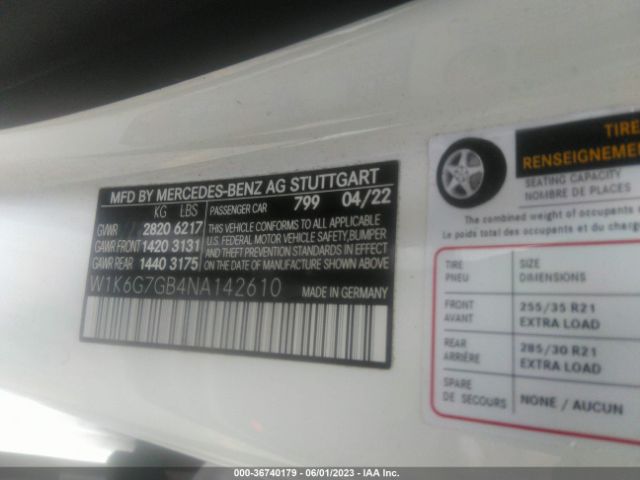 MFD BY MERCEDES-BENZ AG STUTTGART
KG LBS PASSENGER CAR 799 04/22
GVWR 2820 6217
GAWR FRONT 1420 3131
GAWR REAR 1440 3175
THIS VEHICLE CONFORMS TO ALL APPLICABLE
U.S. FEDERAL MOTOR VEHICLE SAFETY, BUMPER
AND THEFT PREVENTION STANDARDS IN EFFECT
ON THE DATE OF MANUFACTURE SHOWN ABOVE.
W1K6G7GB4NA142610 MADE IN GERMANY
TIRE
RENSEIGNEME
SEATING CAPACITY
NOMBRE DE PLACES
The combined weight of occupants
Le poids total des occupants et du char
TIRE
PNEU
SIZE
DIMENSIONS
FRONT
AVANT
255/35 R21
EXTRA LOAD
REAR
ARRIÈRE
285/30 R21
EXTRA LOAD
SPARE
DE SECOURS
NONE / AUCUN
000-36740179 - 06/01/2023 - IAA Inc.